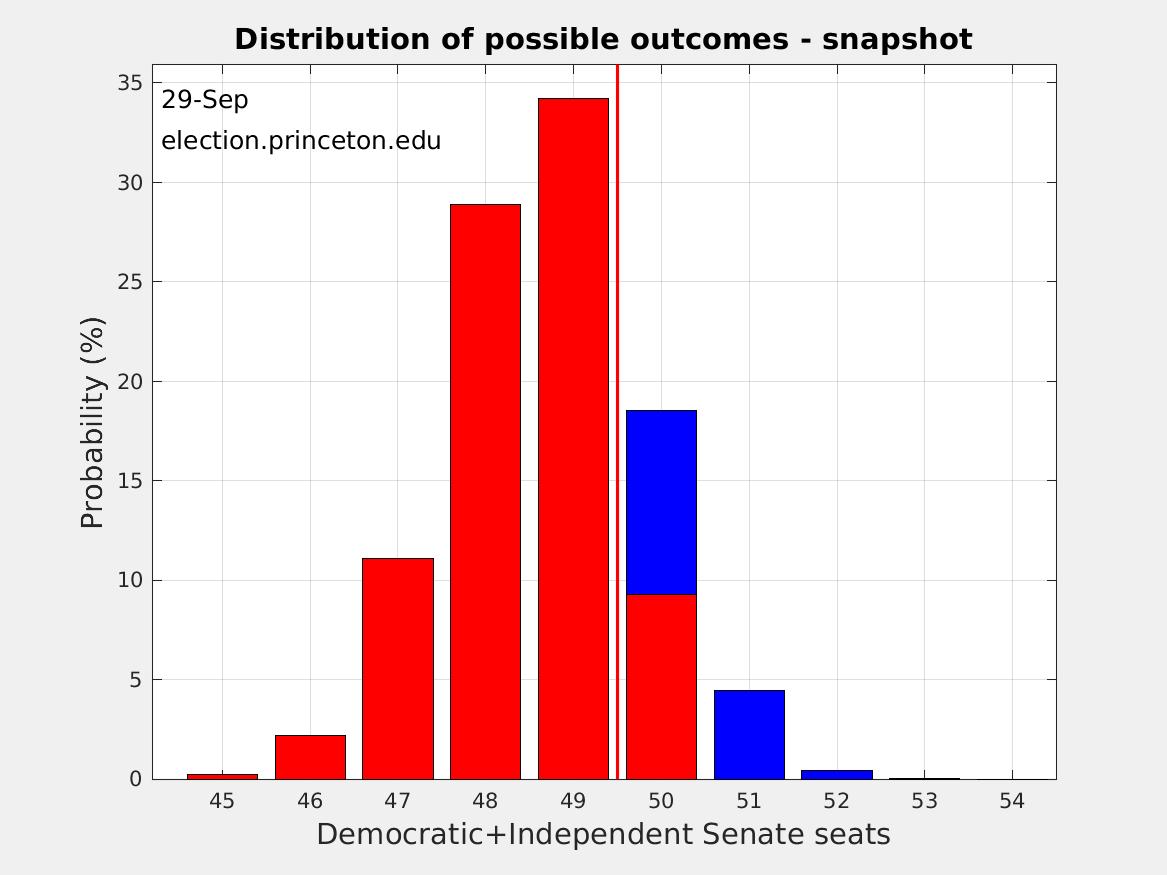 Distribution of possible outcomes - snapshot
29-Sep
election.princeton.edu
Probability (%)
35
30
25
20
15
10
5
0
45 46 47 48 49 50 51 52 53 54
Democratic+Independent Senate seats